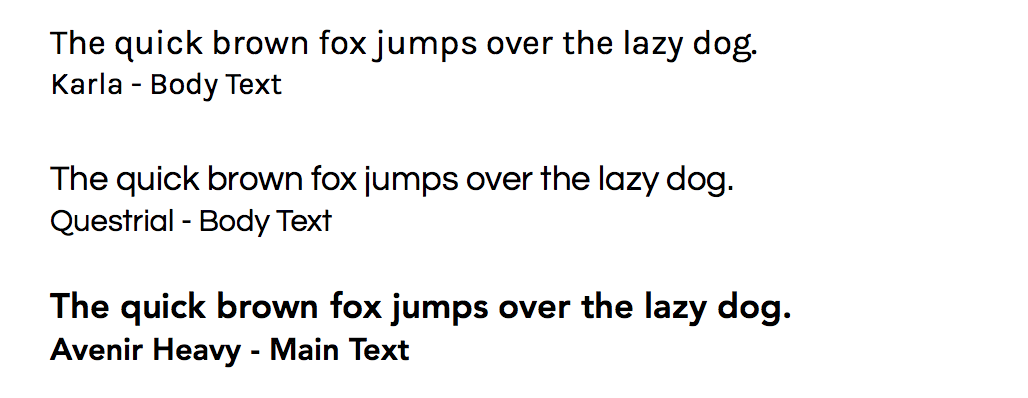 The quick brown fox jumps over the lazy dog.
Karla - Body Text
The quick brown fox jumps over the lazy dog.
Questrial - Body Text
The quick brown fox jumps over the lazy dog.
Avenir Heavy - Main Text